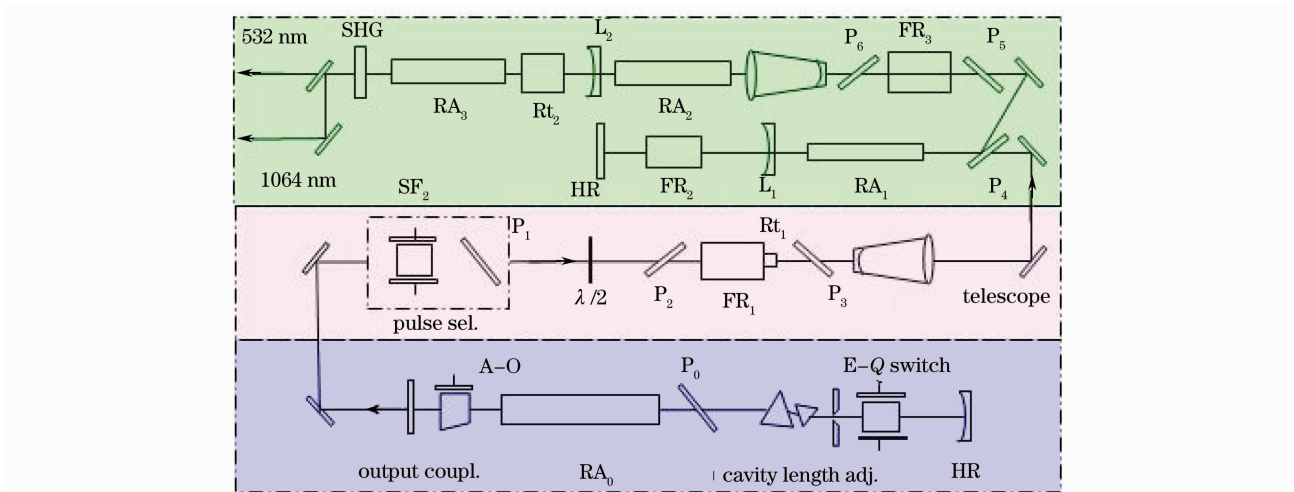 532 nm
SHG
L₂
P₆
FR₃
P₅
RA₃
Rt₂
RA₂
1064 nm
SF₂
HR
FR₂
L₁
RA₁
P₄
P₁
Rt₁
λ/2
P₂
FR₁
P₃
telescope
pulse sel.
A-O
P₀
E-Q switch
output coupl.
RA₀
cavity length adj.
HR